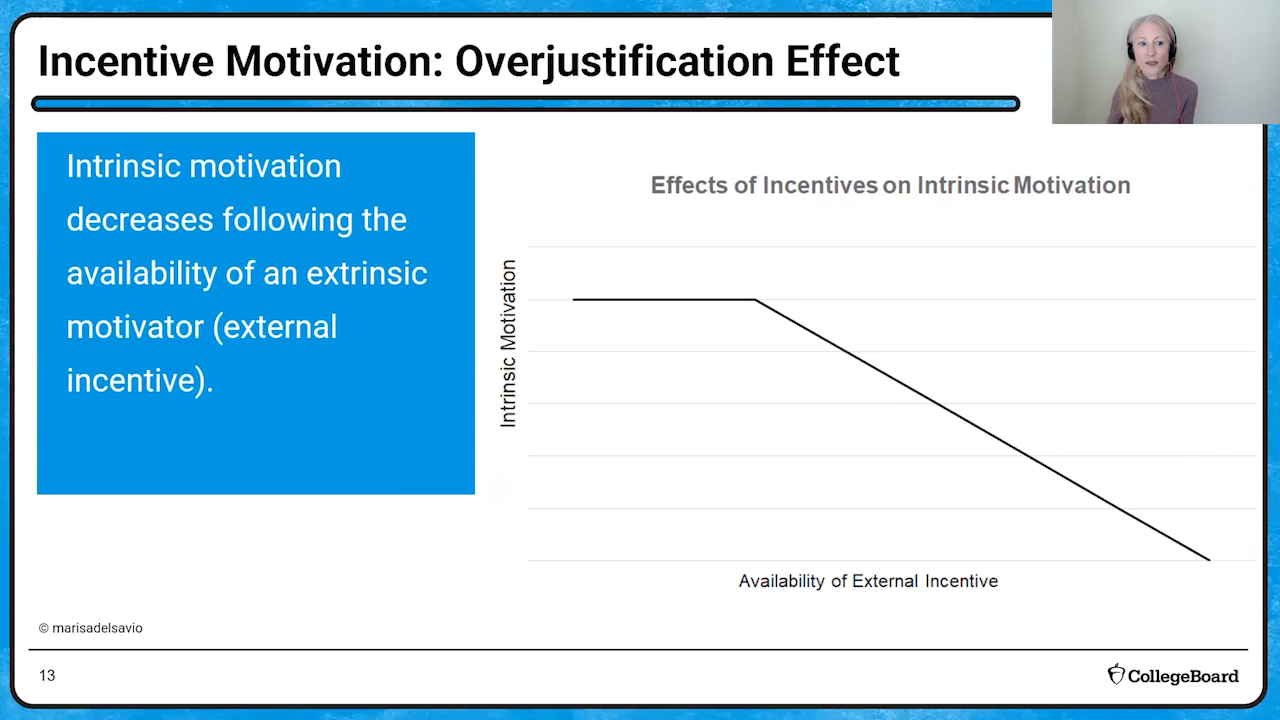 Incentive Motivation: Overjustification Effect
Intrinsic motivation
decreases following the
availability of an extrinsic
motivator (external
incentive).
Effects of Incentives on Intrinsic Motivation
Intrinsic Motivation
Availability of External Incentive
© marisadelsavio
13
CollegeBoard